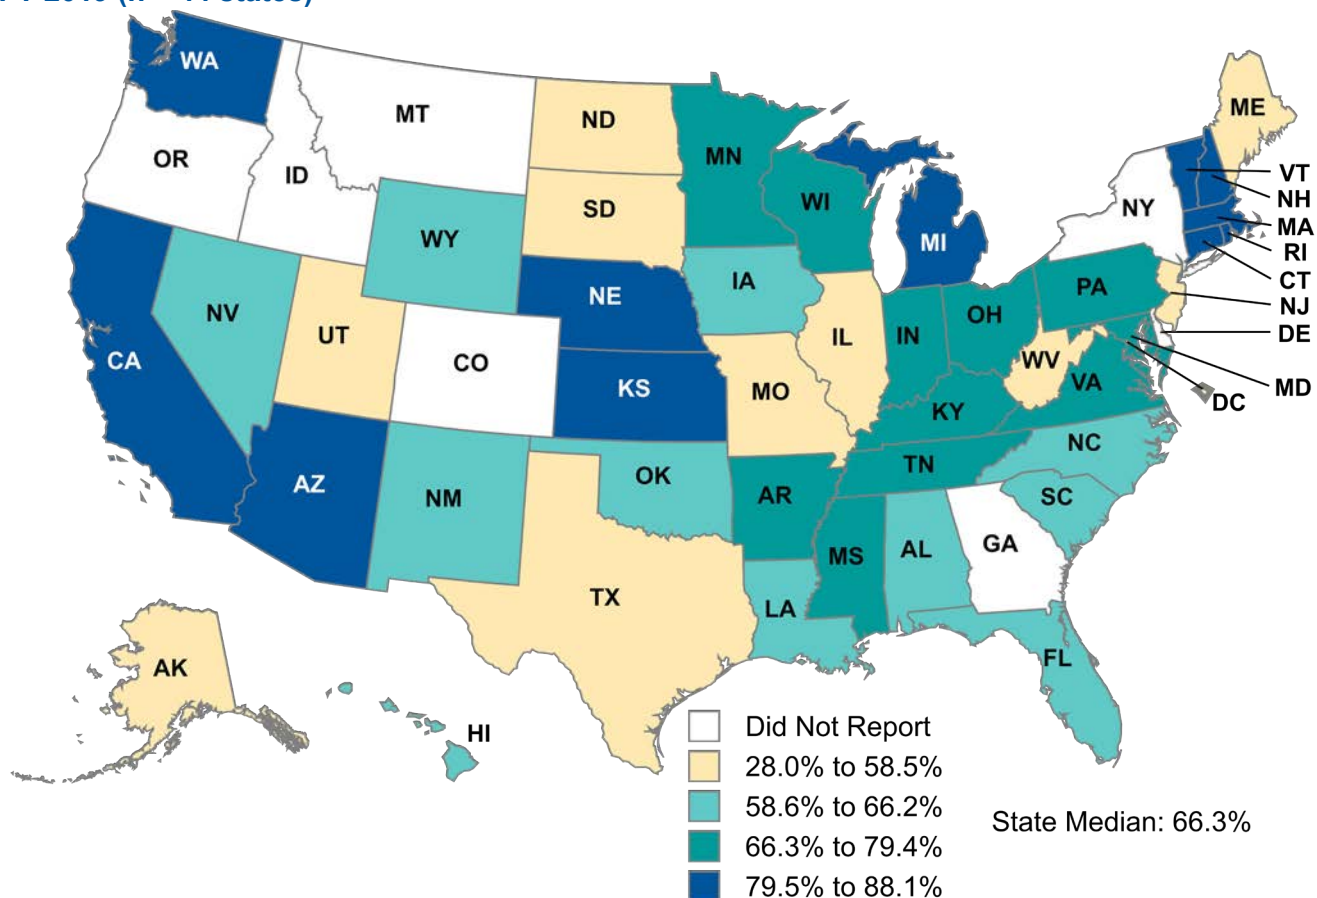 WA
MT
ND
MN
ME
OR
ID
SD
WI
VT
NH
NY
MA
WY
MI
RI
CT
IA
PA
NE
NV
NJ
OH
UT
IL
IN
DE
CA
CO
WV
KS
MO
VA
MD
DC
KY
NC
TN
OK
AZ
NM
AR
SC
GA
MS
AL
TX
LA
FL
AK
HI
Did Not Report
28.0% to 58.5%
58.6% to 66.2%
66.3% to 79.4%
79.5% to 88.1%
State Median: 66.3%